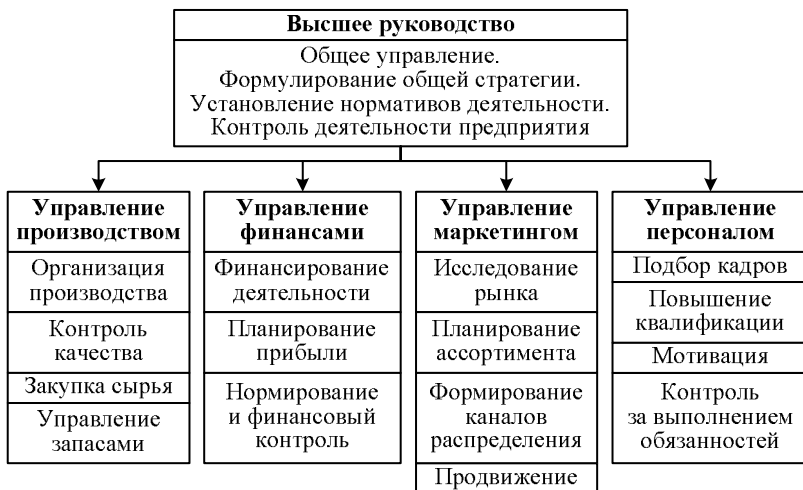 Высшее руководство
Общее управление.
Формулирование общей стратегии.
Установление нормативов деятельности.
Контроль деятельности предприятия
Управление
производством
Организация
производства
Контроль
качества
Закупка сырья
Управление
запасами
Управление
финансами
Финансирование
деятельности
Планирование
прибыли
Нормирование
и финансовый
контроль
Управление
маркетингом
Исследование
рынка
Планирование
ассортимента
Формирование
каналов
распределения
Продвижение
Управление
персоналом
Подбор кадров
Повышение
квалификации
Мотивация
Контроль
за выполнением
обязанностей